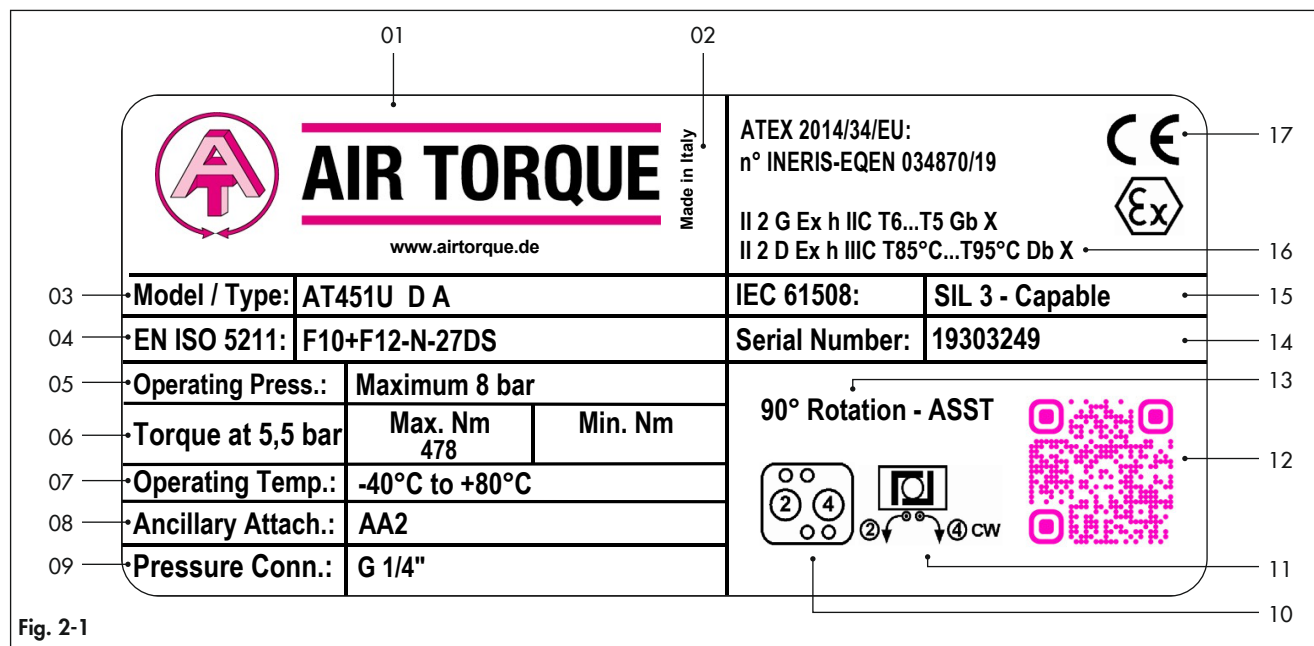 01
02
AT
AIR TORQUE
Made in Italy
www.airtorque.de
ATEX 2014/34/EU:
n° INERIS-EQEN 034870/19
II 2 G Ex h IIC T6...T5 Gb X
II 2 D Ex h IIIC T85°C...T95°C Db X
CE
Ex
17
16
03
Model / Type: AT451U D A
IEC 61508: SIL 3 - Capable
15
04
EN ISO 5211: F10+F12-N-27DS
Serial Number: 19303249
14
05
Operating Press.: Maximum 8 bar
13
06
Torque at 5,5 bar
Max. Nm
478
Min. Nm
90° Rotation - ASST
12
07
Operating Temp.: -40°C to +80°C
2 4
08
Ancillary Attach.: AA2
2 4 CW
09
Pressure Conn.: G 1/4"
11
10
Fig. 2-1